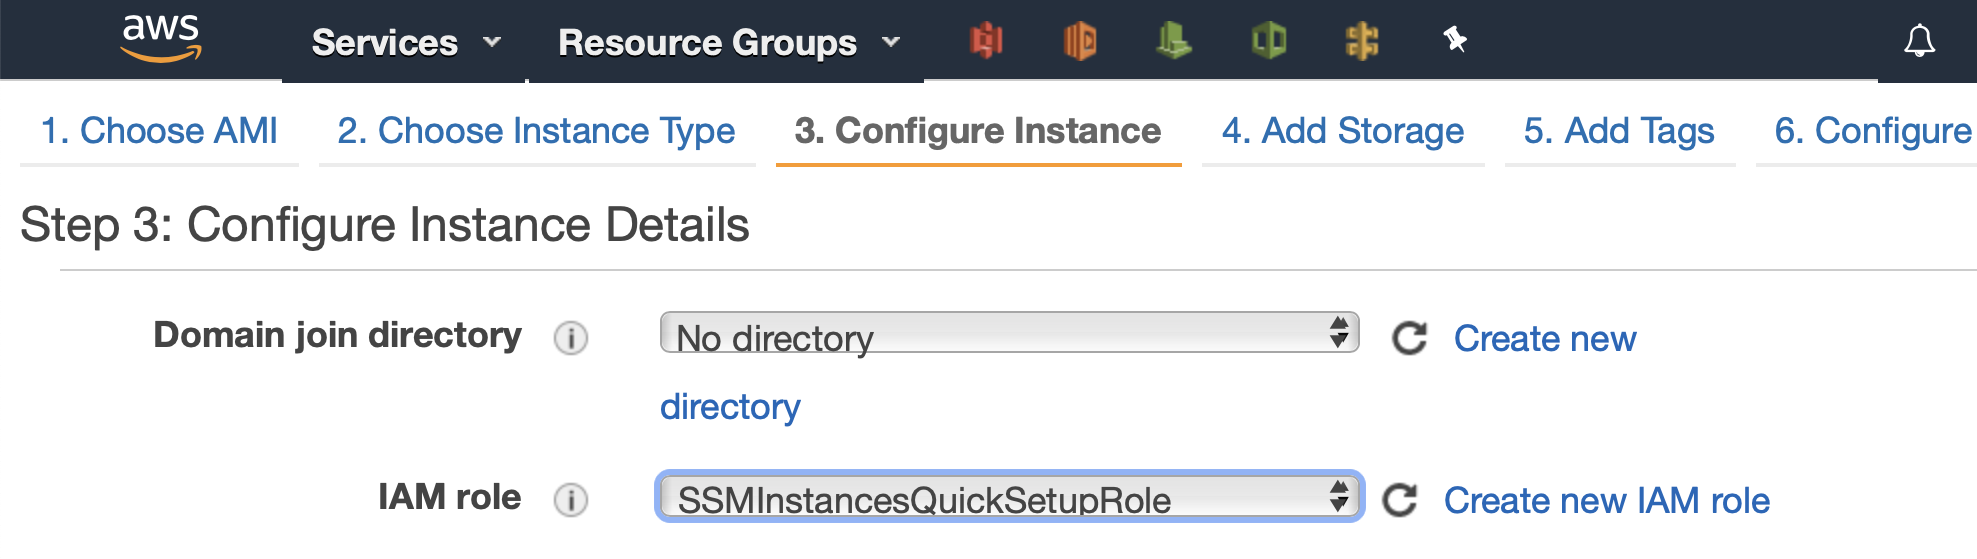 aws Services Resource Groups
1. Choose AMI 2. Choose Instance Type 3. Configure Instance 4. Add Storage 5. Add Tags 6. Configure
Step 3: Configure Instance Details
Domain join directory i No directory Create new
directory
IAM role i SSMInstancesQuickSetupRole Create new IAM role